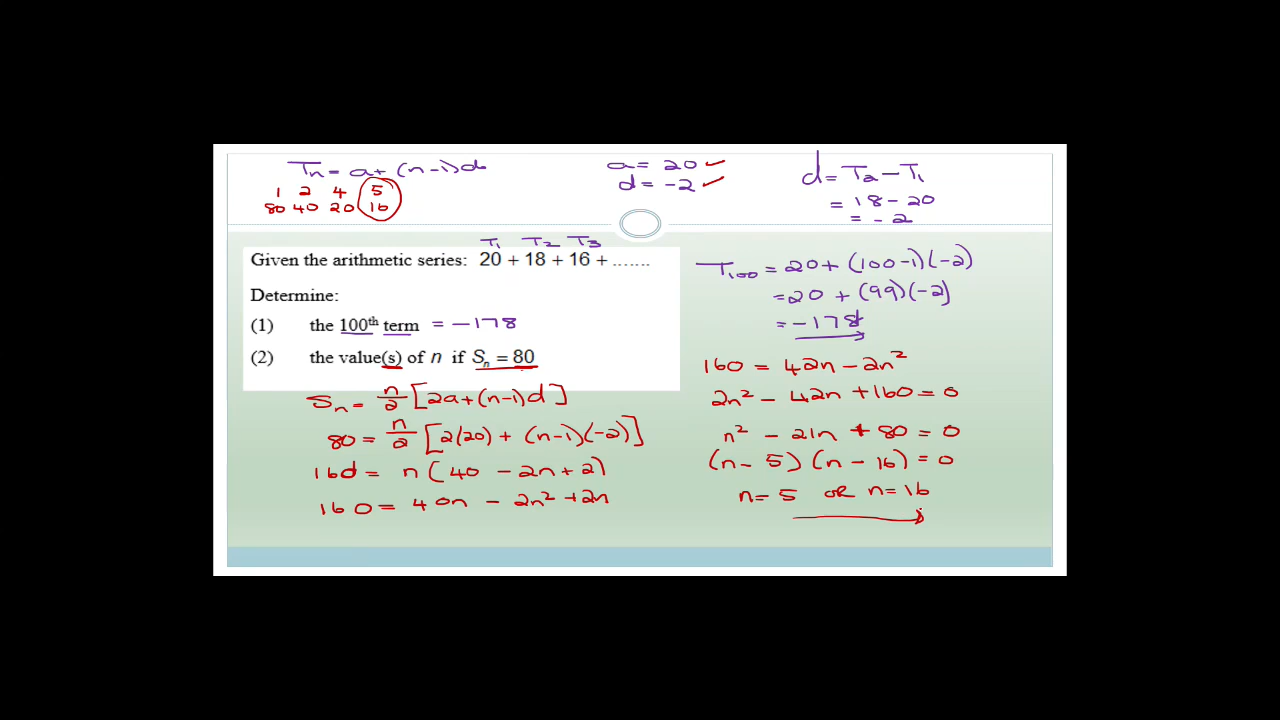 Tn = a + (n-1)d
1 2 4 5
80 40 20 16
a = 20 ✓
d = -2 ✓
d = T2 - T1
= 18 - 20
= -2
T1 T2 T3
Given the arithmetic series: 20 + 18 + 16 + .......
Determine:
(1) the 100th term = -178
(2) the value(s) of n if Sn = 80
Sn = n/2 [2a + (n-1)d]
80 = n/2 [2(20) + (n-1)(-2)]
160 = n(40 - 2n + 2)
160 = 40n - 2n² + 2n
T100 = 20 + (100-1)(-2)
= 20 + (99)(-2)
= -178
160 = 42n - 2n²
2n² - 42n + 160 = 0
n² - 21n + 80 = 0
(n - 5)(n - 16) = 0
n = 5 or n = 16